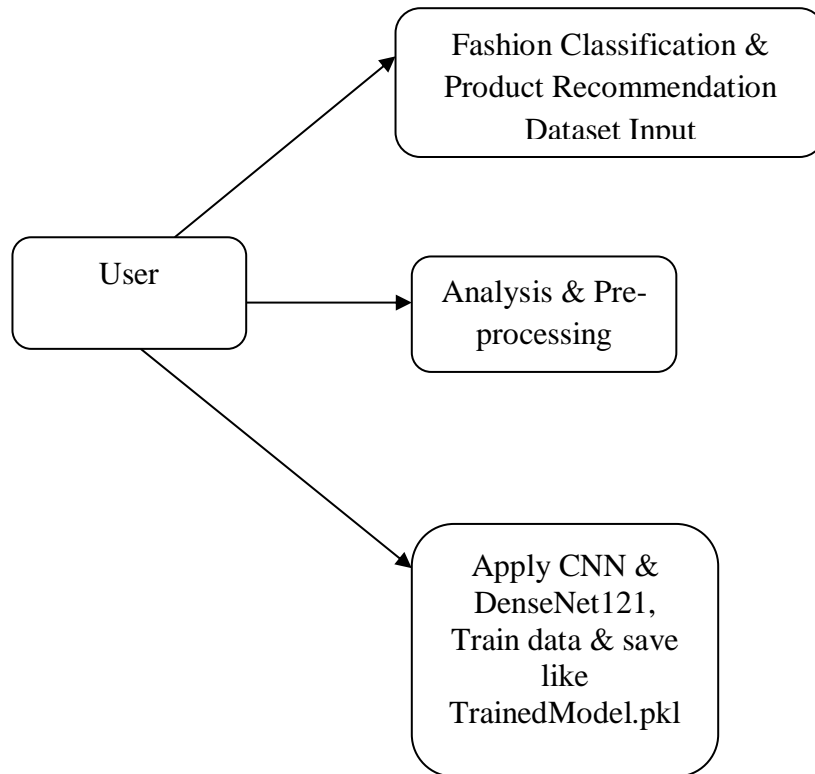 Fashion Classification &
Product Recommendation
Dataset Input
User
Analysis & Pre-
processing
Apply CNN &
DenseNet121,
Train data & save
like
TrainedModel.pkl